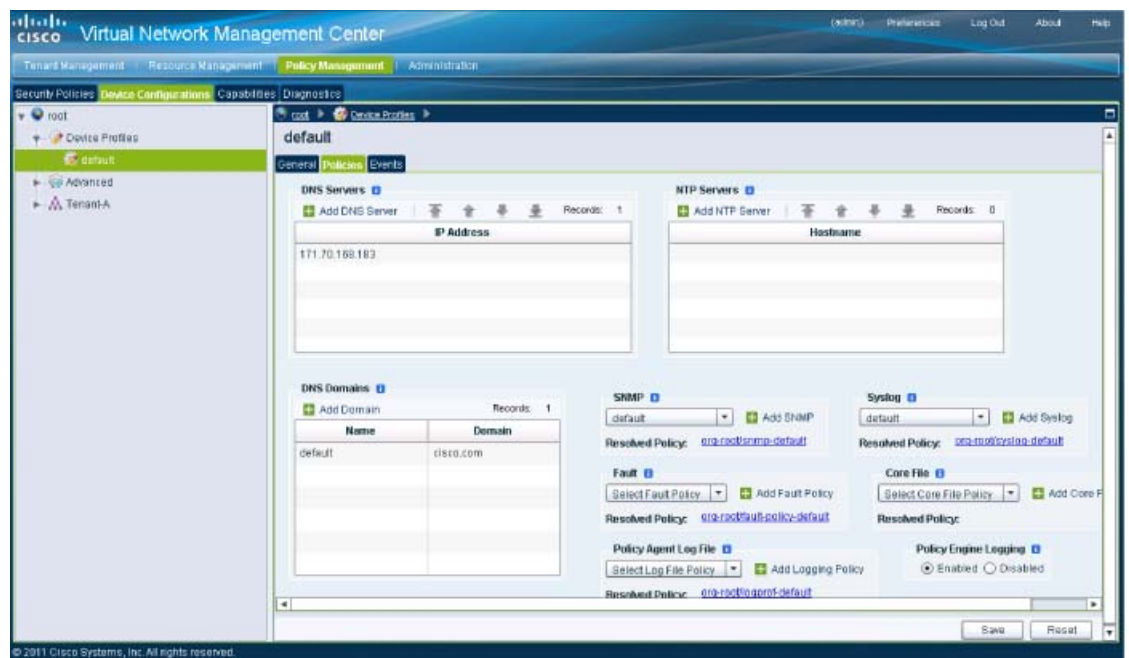 CISCO Virtual Network Management Center
(admin) Preferences Log Out About Help
Tenant Management Resource Management Policy Management Administration
Security Policies Device Configurations Capabilities Diagnostics
root
Device Profiles
default
Advanced
Tenant-A
root Device Profiles
default
General Policies Events
DNS Servers
Add DNS Server Records: 1
IP Address
171.70.168.183
NTP Servers
Add NTP Server Records: 0
Hostname
DNS Domains
Add Domain Records: 1
Name Domain
default cisco.com
SNMP
default Add SNMP
Resolved Policy: org-root/snmp-default
Syslog
default Add Syslog
Resolved Policy: org-root/syslog-default
Fault
Select Fault Policy Add Fault Policy
Resolved Policy: org-root/fault-policy-default
Core File
Select Core File Policy Add Core F
Resolved Policy:
Policy Agent Log File
Select Log File Policy Add Logging Policy
Resolved Policy: org-root/logprof-default
Policy Engine Logging
Enabled Disabled
Save Reset
© 2011 Cisco Systems, Inc. All rights reserved.